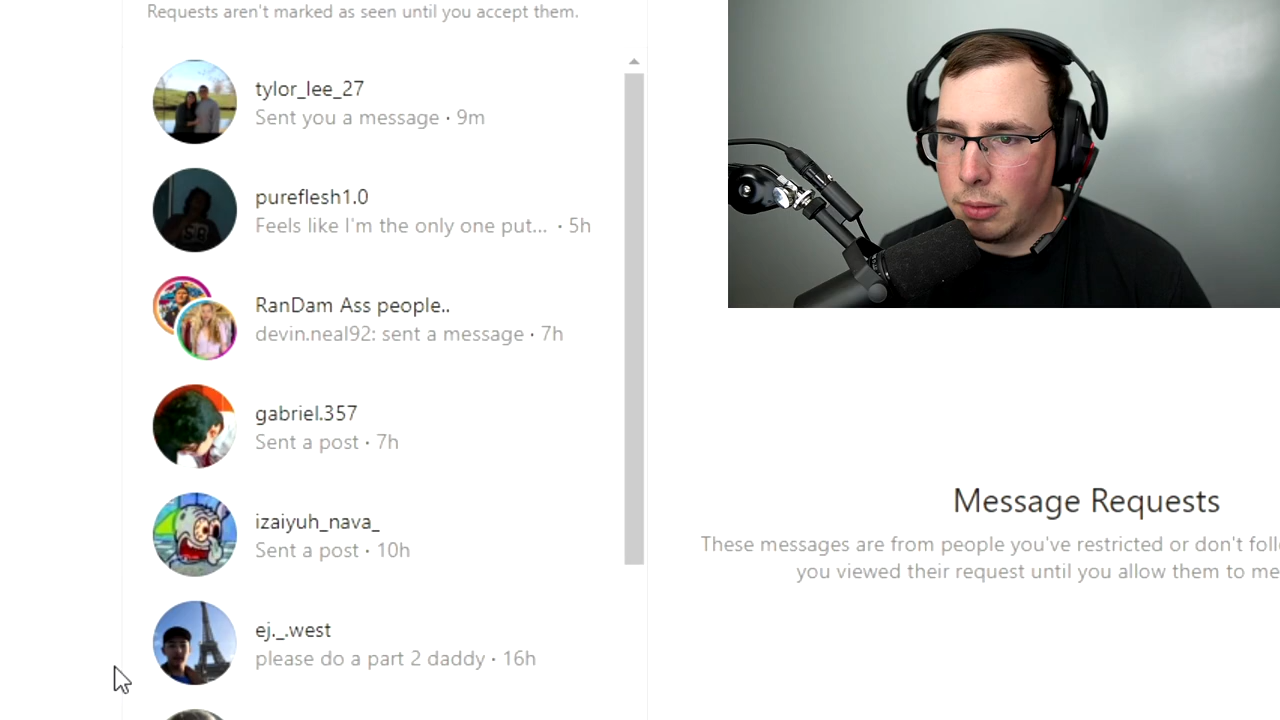 Requests aren't marked as seen until you accept them.
tylor_lee_27
Sent you a message · 9m
pureflesh1.0
Feels like I'm the only one put... · 5h
RanDam Ass people..
devin.neal92: sent a message · 7h
gabriel.357
Sent a post · 7h
izaiyuh_nava_
Sent a post · 10h
ej._.west
please do a part 2 daddy · 16h
Message Requests
These messages are from people you've restricted or don't foll
you viewed their request until you allow them to me